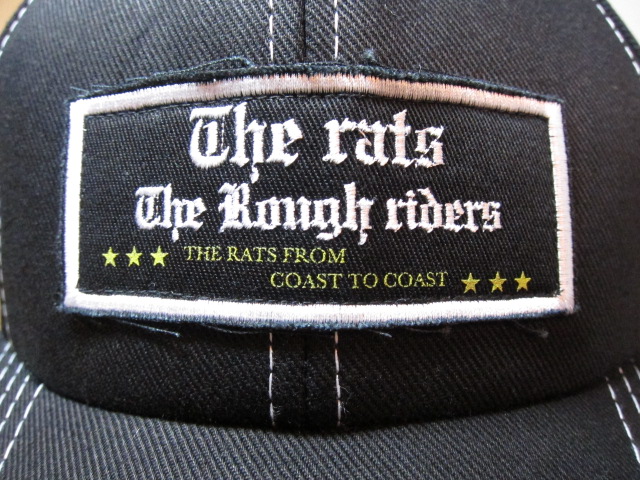 The rats
The Rough riders
★★★ THE RATS FROM
COAST TO COAST ★★★